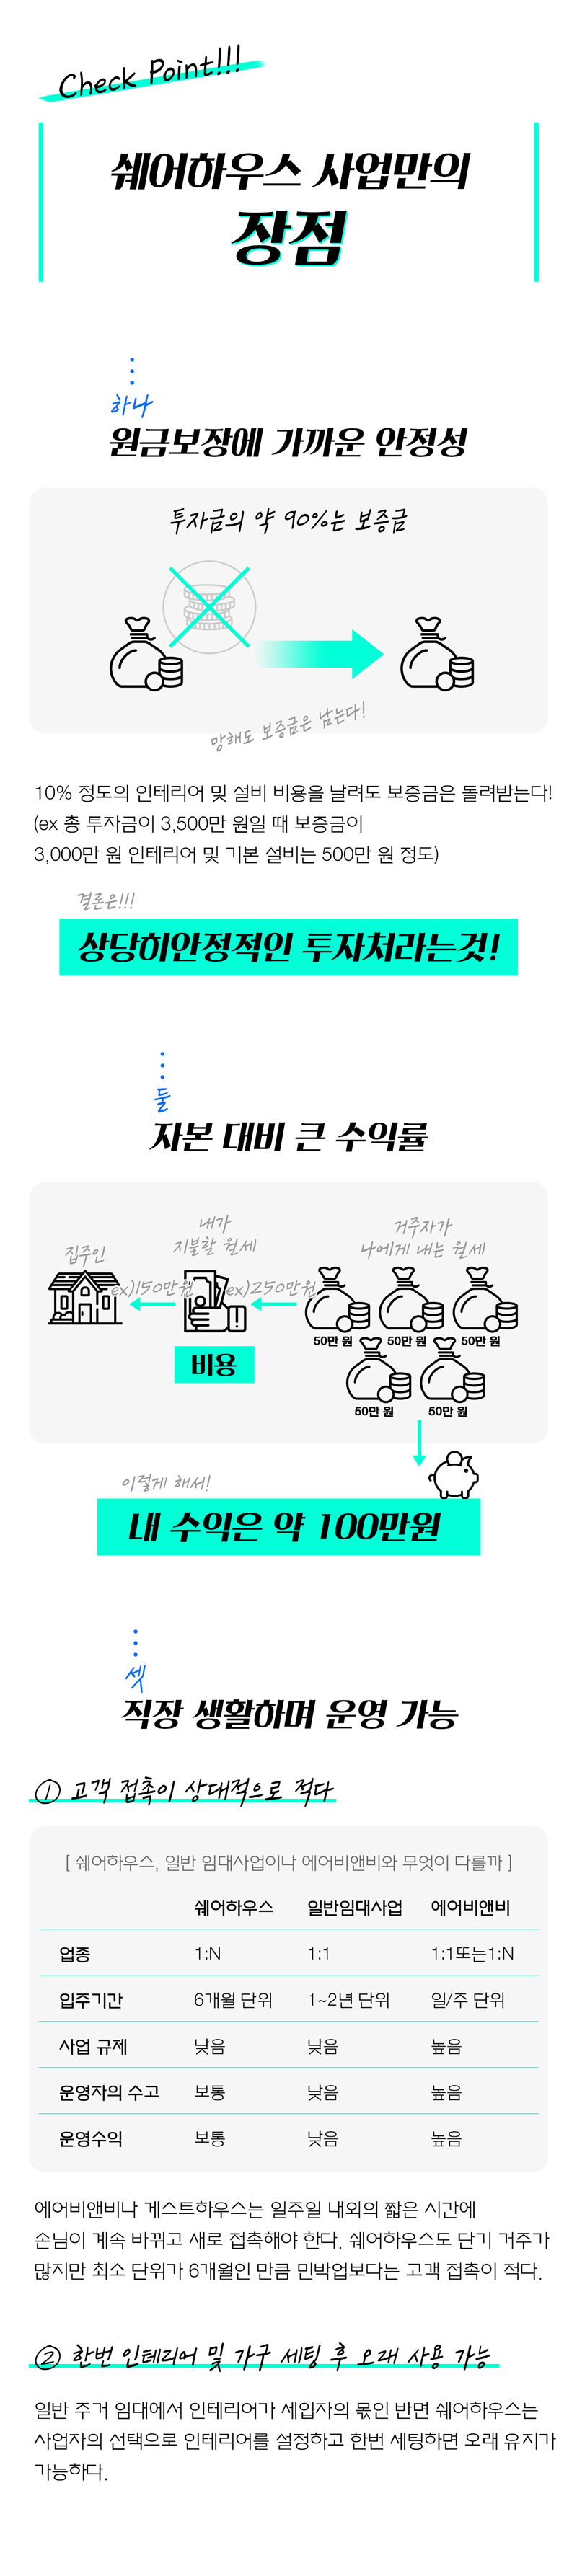 Check Point!!!
쉐어하우스 사업만의
장점
하나
원금보장에 가까운 안정성
투자금의 약 90%는 보증금
망해도 보증금은 남는다!
10% 정도의 인테리어 및 설비 비용을 날려도 보증금은 돌려받는다!
(ex 총 투자금이 3,500만 원일 때 보증금이
3,000만 원 인테리어 및 기본 설비는 500만 원 정도)
결론은!!!
상당히안정적인 투자처라는것!
둘
자본 대비 큰 수익률
집주인
내가
지불할 월세
거주자가
나에게 내는 월세
ex)150만원
ex)250만원
50만 원 50만 원 50만 원
비용
50만 원 50만 원
이렇게 해서!
내 수익은 약 100만원
셋
직장 생활하며 운영 가능
① 고객 접촉이 상대적으로 적다
[ 쉐어하우스, 일반 임대사업이나 에어비앤비와 무엇이 다를까 ]
쉐어하우스 일반임대사업 에어비앤비
업종 1:N 1:1 1:1또는1:N
입주기간 6개월 단위 1~2년 단위 일/주 단위
사업 규제 낮음 낮음 높음
운영자의 수고 보통 낮음 높음
운영수익 보통 낮음 높음
에어비앤비나 게스트하우스는 일주일 내외의 짧은 시간에
손님이 계속 바뀌고 새로 접촉해야 한다. 쉐어하우스도 단기 거주가
많지만 최소 단위가 6개월인 만큼 민박업보다는 고객 접촉이 적다.
② 한번 인테리어 및 가구 세팅 후 오래 사용 가능
일반 주거 임대에서 인테리어가 세입자의 몫인 반면 쉐어하우스는
사업자의 선택으로 인테리어를 설정하고 한번 세팅하면 오래 유지가
가능하다.